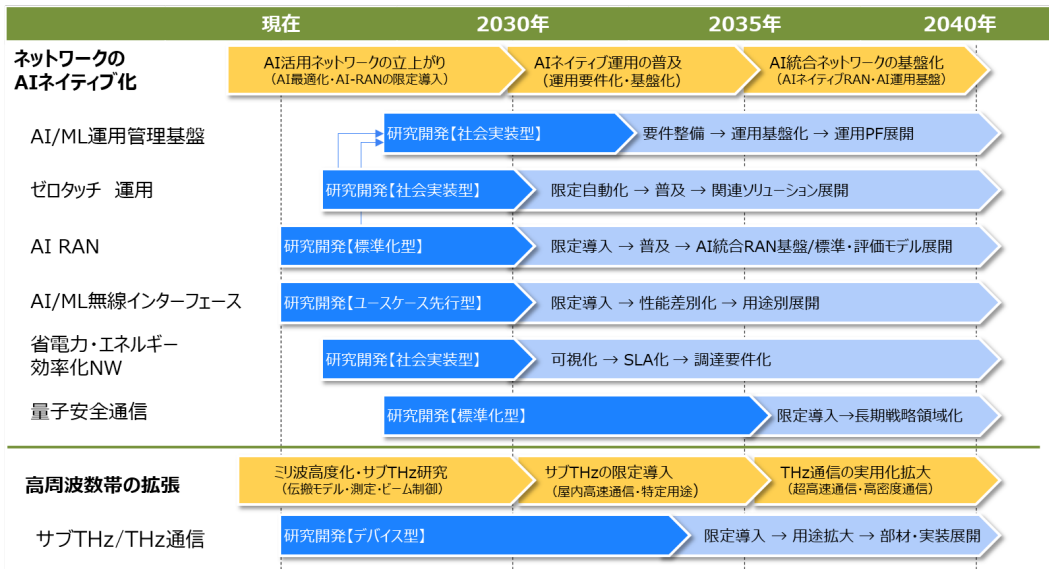 現在 2030年 2035年 2040年
ネットワークの
AIネイティブ化
AI活用ネットワークの立上がり
(AI最適化・AI-RANの限定導入)
AIネイティブ運用の普及
(運用要件化・基盤化)
AI統合ネットワークの基盤化
(AIネイティブRAN・AI運用基盤)
AI/ML運用管理基盤
研究開発【社会実装型】
要件整備 → 運用基盤化 → 運用PF展開
ゼロタッチ 運用
研究開発【社会実装型】
限定自動化 → 普及 → 関連ソリューション展開
AI RAN
研究開発【標準化型】
限定導入 → 普及 → AI統合RAN基盤/標準・評価モデル展開
AI/ML無線インターフェース
研究開発【ユースケース先行型】
限定導入 → 性能差別化 → 用途別展開
省電力・エネルギー
効率化NW
研究開発【社会実装型】
可視化 → SLA化 → 調達要件化
量子安全通信
研究開発【標準化型】
限定導入→長期戦略領域化
高周波数帯の拡張
ミリ波高度化・サブTHz研究
(伝搬モデル・測定・ビーム制御)
サブTHzの限定導入
(屋内高速通信・特定用途)
THz通信の実用化拡大
(超高速通信・高密度通信)
サブTHz/THz通信
研究開発【デバイス型】
限定導入 → 用途拡大 → 部材・実装展開